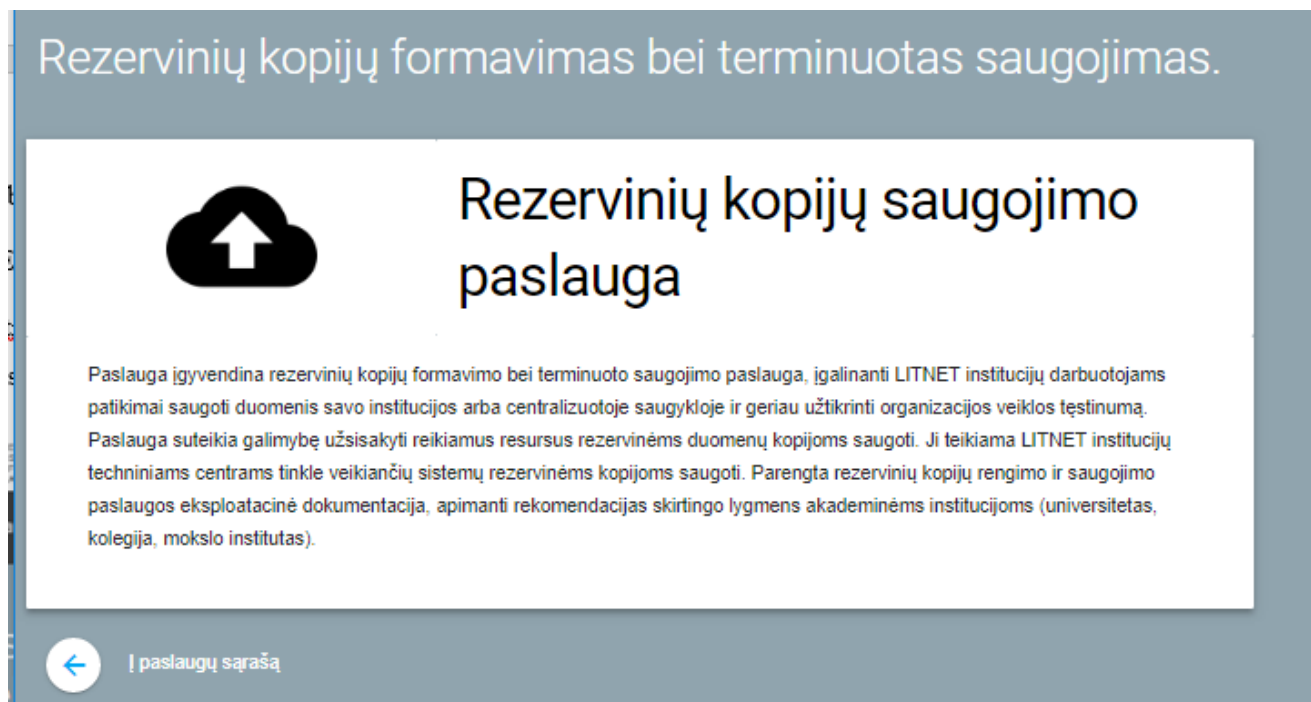 Rezervinių kopijų formavimas bei terminuotas saugojimas.
Rezervinių kopijų saugojimo
paslauga
Paslauga įgyvendina rezervinių kopijų formavimo bei terminuoto saugojimo paslauga, įgalinanti LITNET institucijų darbuotojams
patikimai saugoti duomenis savo institucijos arba centralizuotoje saugykloje ir geriau užtikrinti organizacijos veiklos tęstinumą.
Paslauga suteikia galimybę užsisakyti reikiamus resursus rezervinėms duomenų kopijoms saugoti. Ji teikiama LITNET institucijų
techniniams centrams tinkle veikiančių sistemų rezervinėms kopijoms saugoti. Parengta rezervinių kopijų rengimo ir saugojimo
paslaugos eksploatacinė dokumentacija, apimanti rekomendacijas skirtingo lygmens akademinėms institucijoms (universitetas,
kolegija, mokslo institutas).
Į paslaugų sąrašą